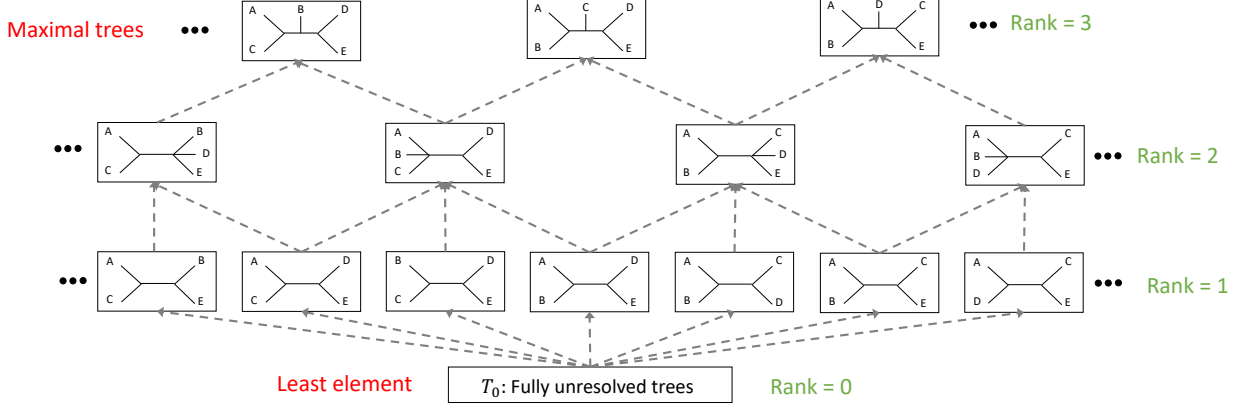 A B D A C D A D C
Maximal trees ••• ••• Rank = 3
C E B E B E
A B A D A C A C
••• B D B ••• Rank = 2
C E C E B D E D E
A B A D B D A D A C A C A C
••• ••• Rank = 1
C E C E C E B E B D B E D E
Least element T₀: Fully unresolved trees Rank = 0